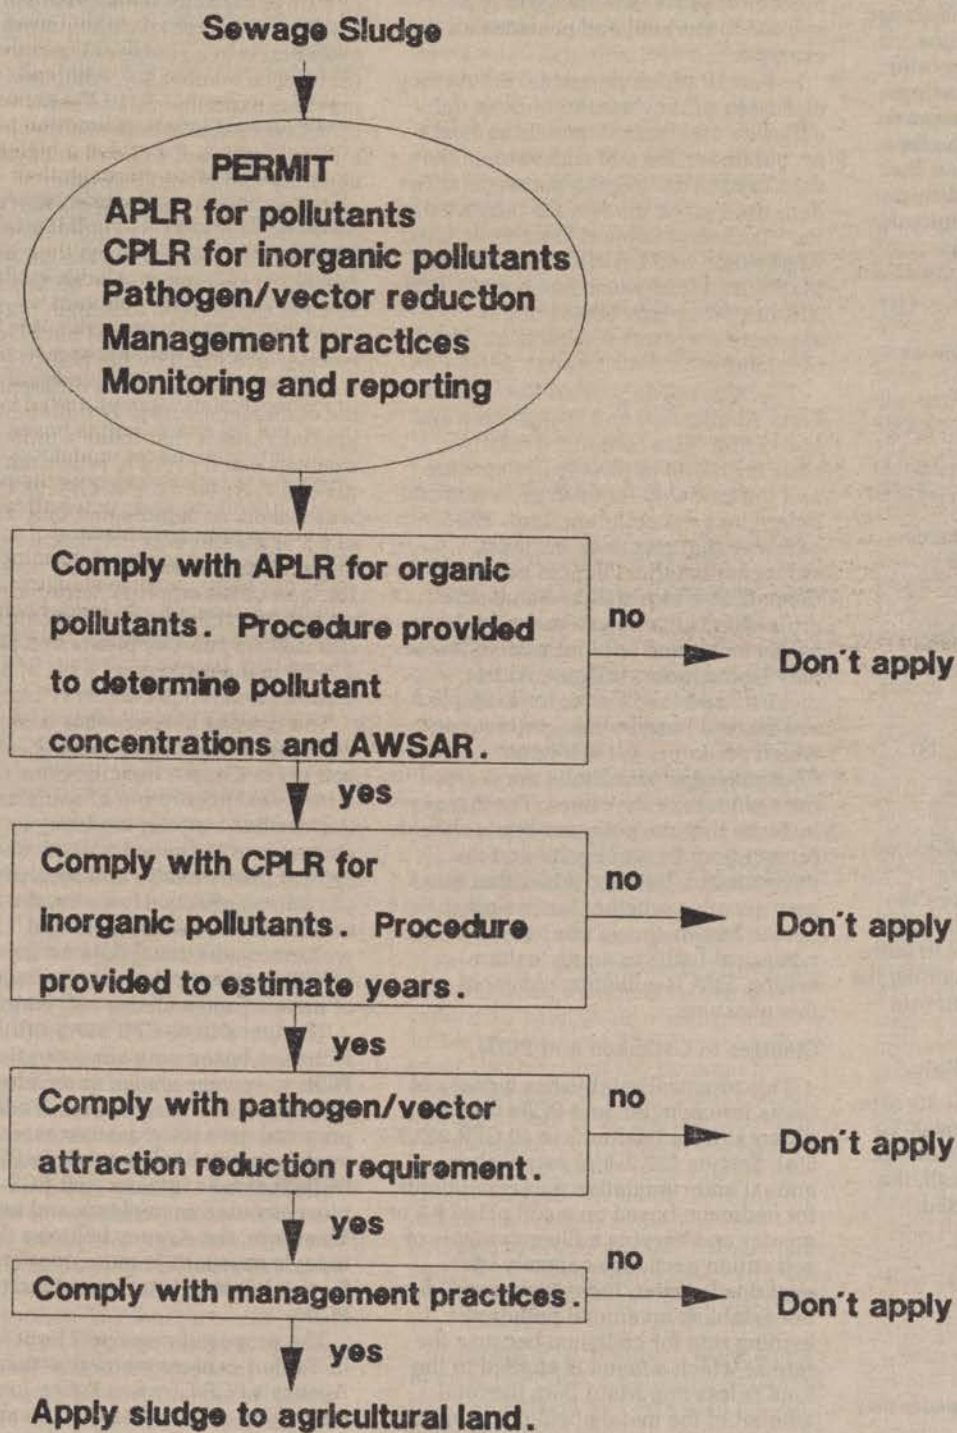 Sewage Sludge
PERMIT
APLR for pollutants
CPLR for inorganic pollutants
Pathogen/vector reduction
Management practices
Monitoring and reporting
Comply with APLR for organic
pollutants. Procedure provided
to determine pollutant
concentrations and AWSAR.
no
Don't apply
yes
Comply with CPLR for
inorganic pollutants. Procedure
provided to estimate years.
no
Don't apply
yes
Comply with pathogen/vector
attraction reduction requirement.
no
Don't apply
yes
Comply with management practices.
no
Don't apply
yes
Apply sludge to agricultural land.